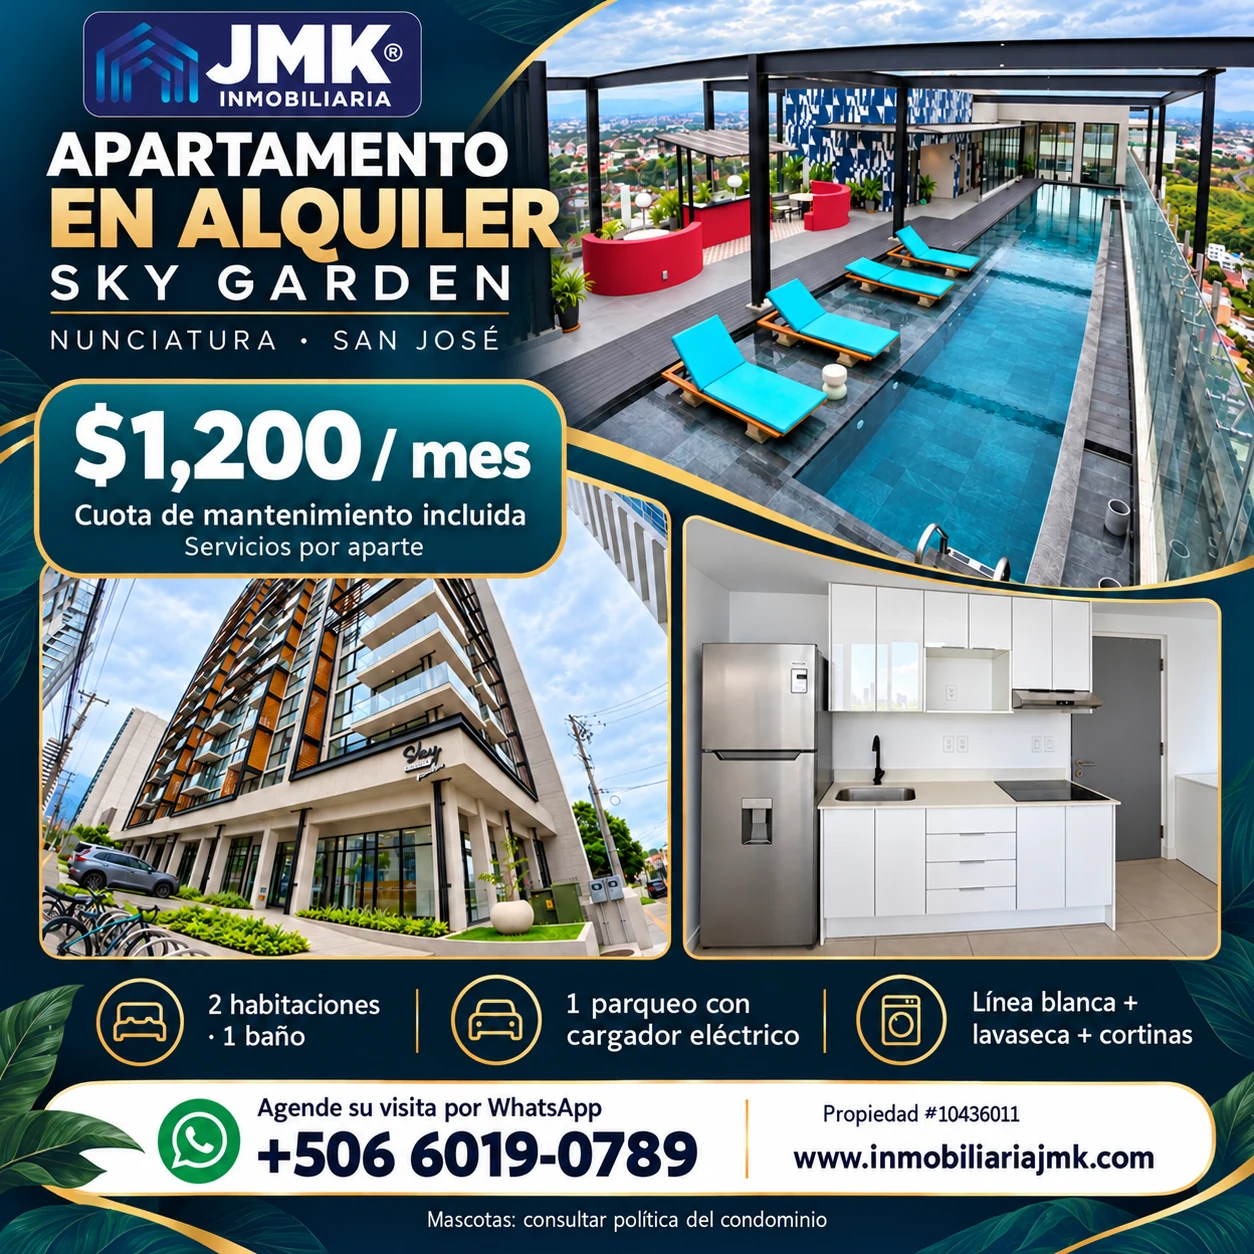 JMK®
INMOBILIARIA
APARTAMENTO
EN ALQUILER
SKY GARDEN
NUNCIATURA • SAN JOSÉ
$1,200 / mes
Cuota de mantenimiento incluida
Servicios por aparte
Sky
2 habitaciones
· 1 baño
1 parqueo con
cargador eléctrico
Línea blanca +
lavaseca + cortinas
Agende su visita por WhatsApp
+506 6019-0789
Propiedad #10436011
www.inmobiliariajmk.com
Mascotas: consultar política del condominio